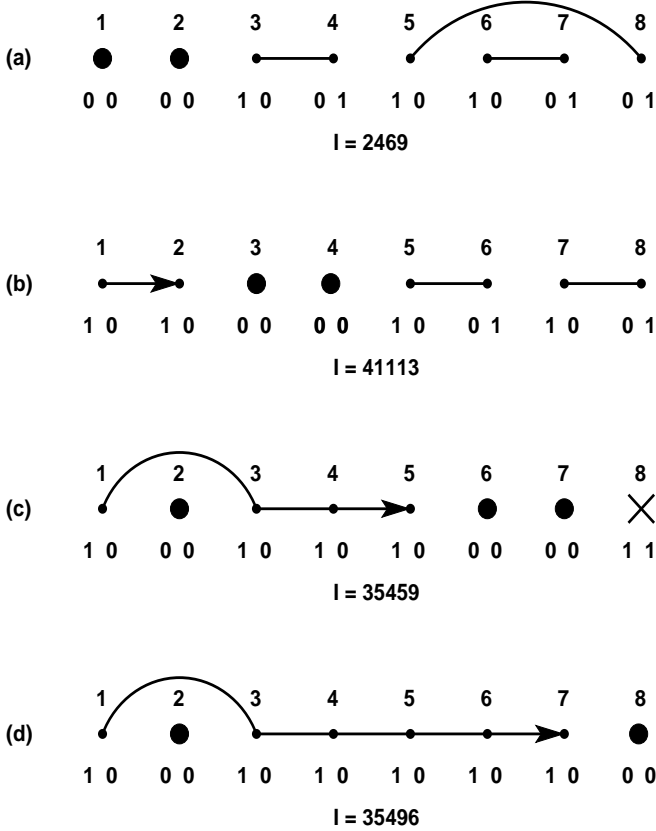 1 2 3 4 5 6 7 8
(a)
0 0 0 0 1 0 0 1 1 0 1 0 0 1 0 1
I = 2469
1 2 3 4 5 6 7 8
(b)
1 0 1 0 0 0 0 0 1 0 0 1 1 0 0 1
I = 41113
1 2 3 4 5 6 7 8
(c)
1 0 0 0 1 0 1 0 1 0 0 0 0 0 1 1
I = 35459
1 2 3 4 5 6 7 8
(d)
1 0 0 0 1 0 1 0 1 0 1 0 1 0 0 0
I = 35496